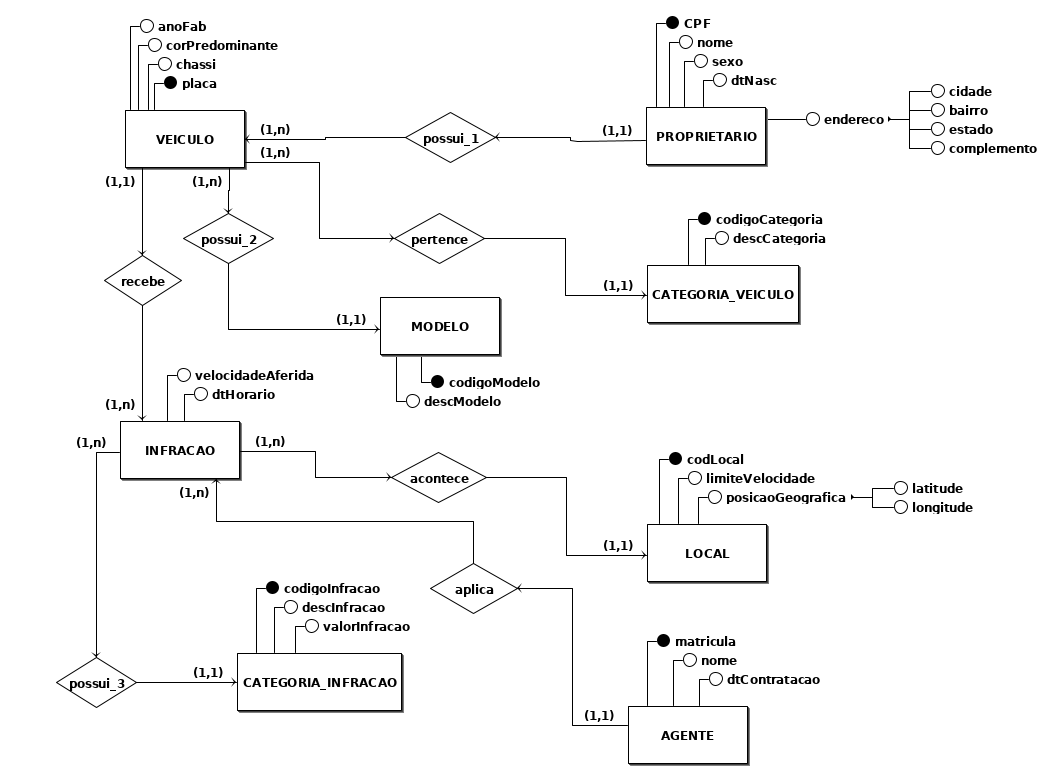 anoFab
corPredominante
chassi
placa
VEICULO
(1,n)
possui_1
(1,1)
CPF
nome
sexo
dtNasc
PROPRIETARIO
endereco
cidade
bairro
estado
complemento
(1,n)
pertence
(1,1)
codigoCategoria
descCategoria
CATEGORIA_VEICULO
(1,1)
recebe
(1,n)
(1,n)
possui_2
(1,1)
MODELO
codigoModelo
descModelo
velocidadeAferida
dtHorario
INFRACAO
(1,n)
acontece
(1,1)
codLocal
limiteVelocidade
posicaoGeografica
latitude
longitude
LOCAL
(1,n)
possui_3
(1,1)
codigoInfracao
descInfracao
valorInfracao
CATEGORIA_INFRACAO
(1,n)
aplica
(1,1)
matricula
nome
dtContratacao
AGENTE